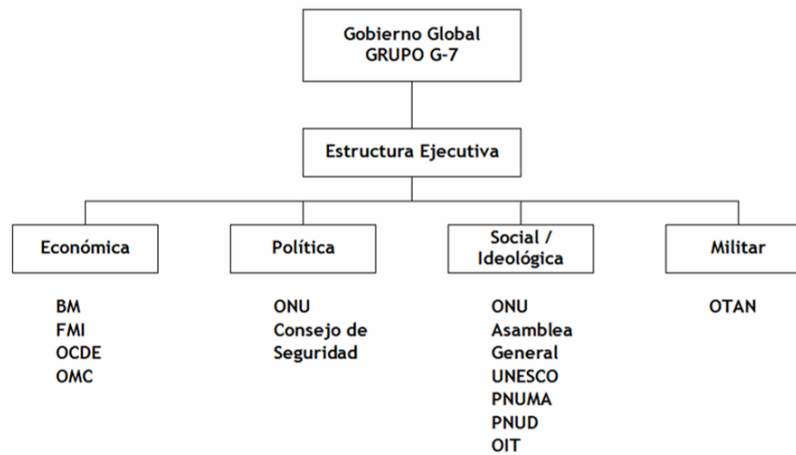 Gobierno Global
GRUPO G-7
Estructura Ejecutiva
Económica
Política
Social /
Ideológica
Militar
BM
FMI
OCDE
OMC
ONU
Consejo de
Seguridad
ONU
Asamblea
General
UNESCO
PNUMA
PNUD
OIT
OTAN